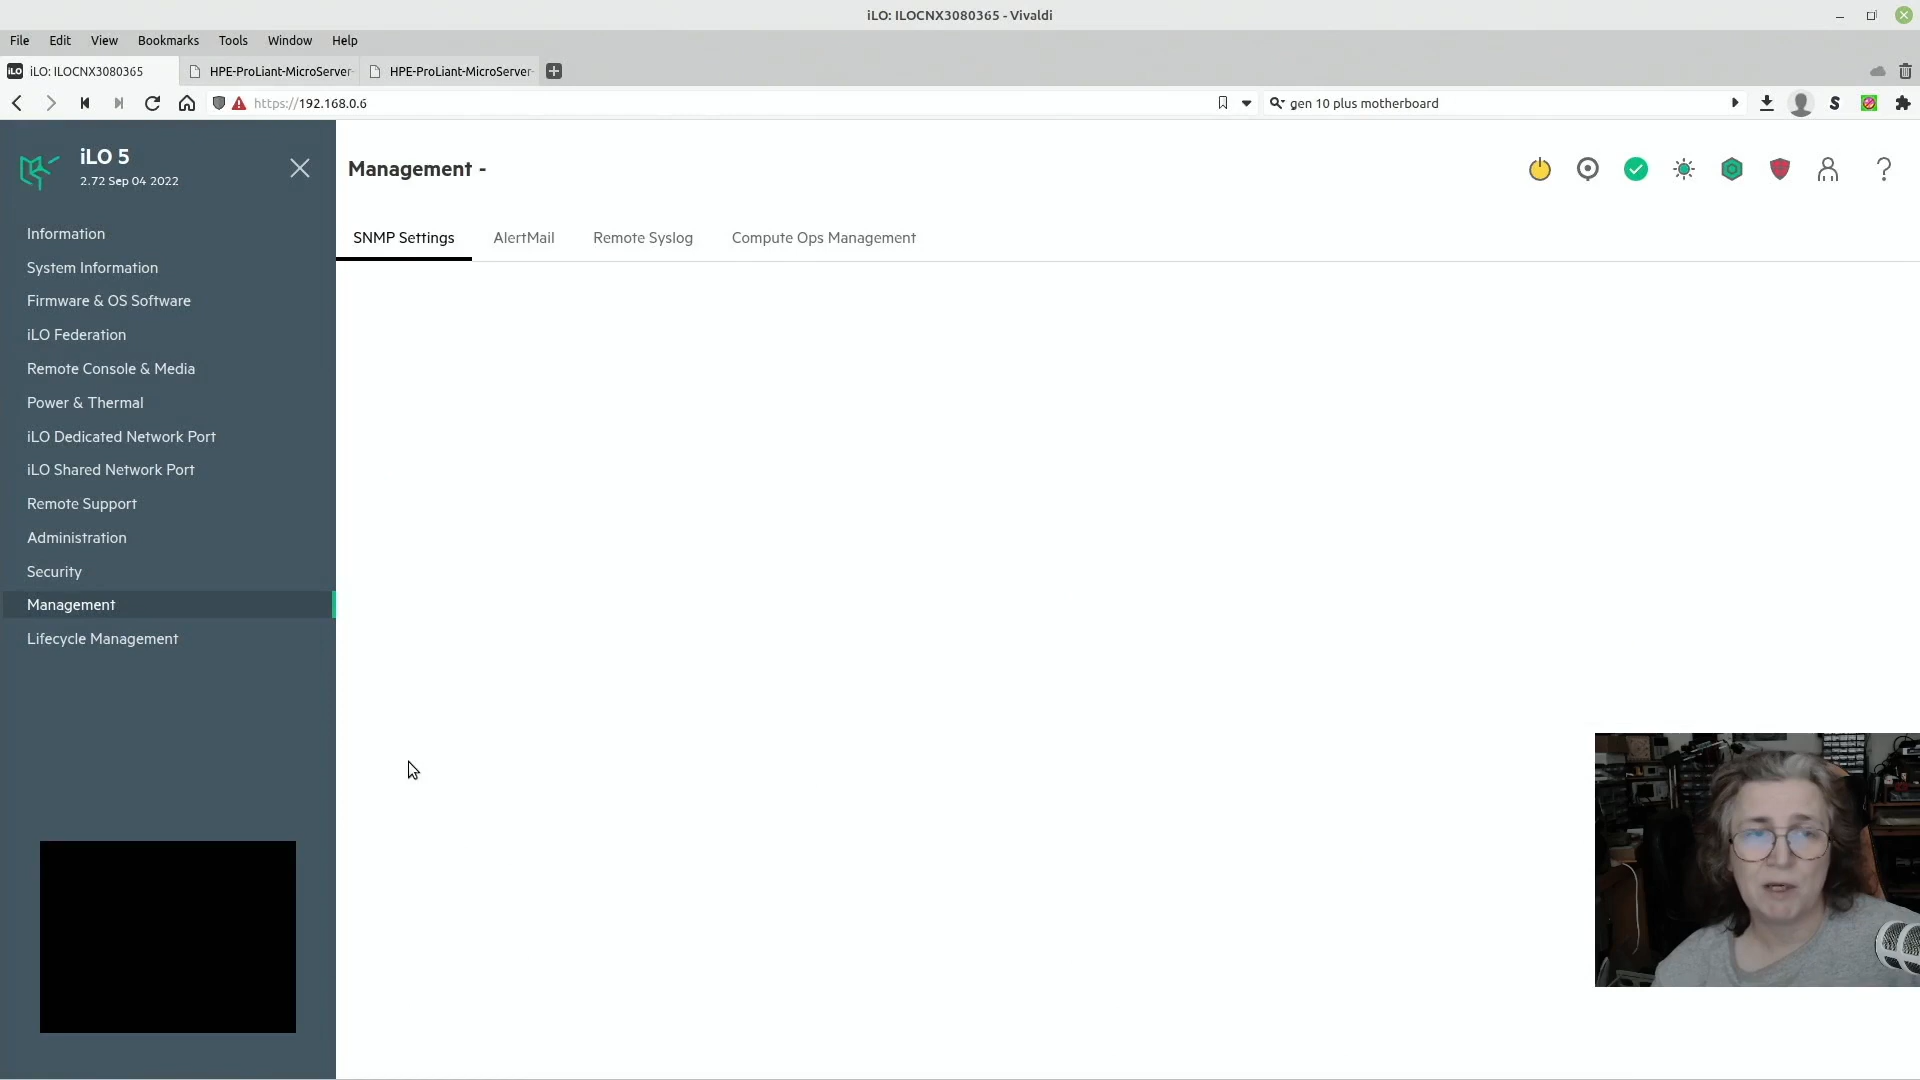 iLO: ILOCNX3080365 - Vivaldi
File Edit View Bookmarks Tools Window Help
iLO iLO: ILOCNX3080365 HPE-ProLiant-MicroServer- HPE-ProLiant-MicroServer-
https://192.168.0.6 gen 10 plus motherboard S
iLO 5
2.72 Sep 04 2022
Management -
SNMP Settings AlertMail Remote Syslog Compute Ops Management
Information
System Information
Firmware & OS Software
iLO Federation
Remote Console & Media
Power & Thermal
iLO Dedicated Network Port
iLO Shared Network Port
Remote Support
Administration
Security
Management
Lifecycle Management